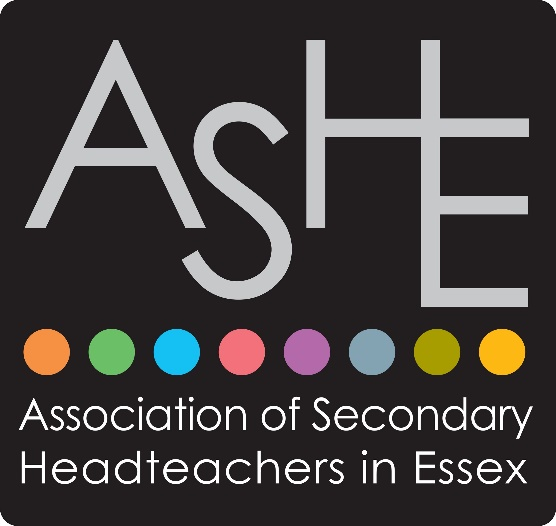 ASHE
Association of Secondary
Headteachers in Essex